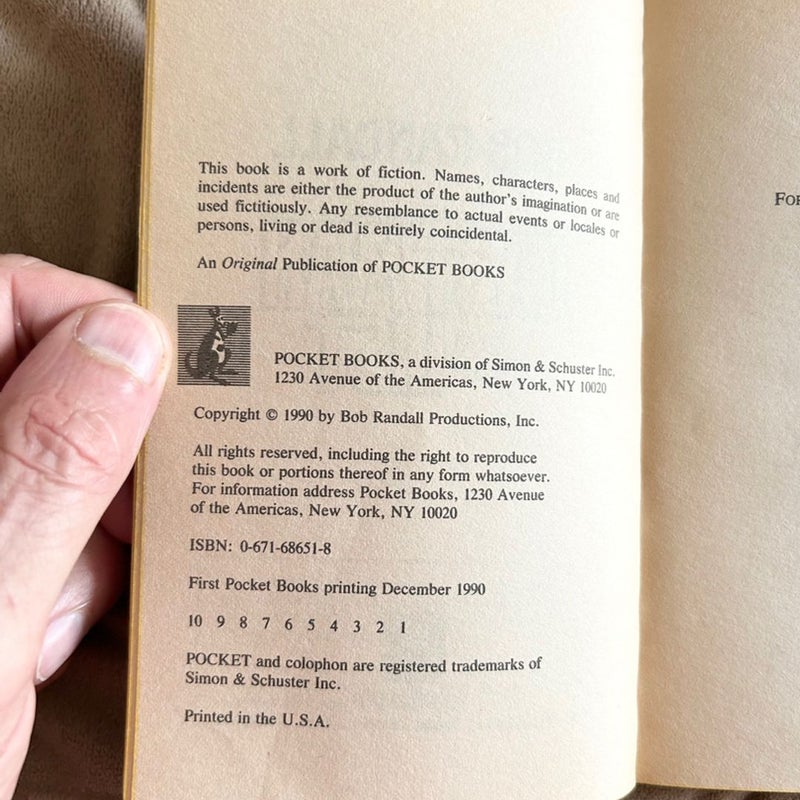 This book is a work of fiction. Names, characters, places and
incidents are either the product of the author's imagination or are
used fictitiously. Any resemblance to actual events or locales or
persons, living or dead is entirely coincidental.
An Original Publication of POCKET BOOKS
POCKET BOOKS, a division of Simon & Schuster Inc.
1230 Avenue of the Americas, New York, NY 10020
Copyright © 1990 by Bob Randall Productions, Inc.
All rights reserved, including the right to reproduce
this book or portions thereof in any form whatsoever.
For information address Pocket Books, 1230 Avenue
of the Americas, New York, NY 10020
ISBN: 0-671-68651-8
First Pocket Books printing December 1990
10 9 8 7 6 5 4 3 2 1
POCKET and colophon are registered trademarks of
Simon & Schuster Inc.
Printed in the U.S.A.